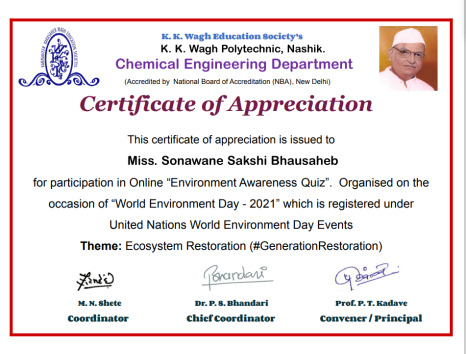 K. K. Wagh Education Society's
K. K. Wagh Polytechnic, Nashik.
Chemical Engineering Department
(Accredited by National Board of Accreditation (NBA), New Delhi)
Certificate of Appreciation
This certificate of appreciation is issued to
Miss. Sonawane Sakshi Bhausaheb
for participation in Online "Environment Awareness Quiz". Organised on the
occasion of "World Environment Day - 2021" which is registered under
United Nations World Environment Day Events
Theme: Ecosystem Restoration (#GenerationRestoration)
M. N. Shete
Coordinator
Dr. P. S. Bhandari
Chief Coordinator
Prof. P. T. Kadave
Convener / Principal